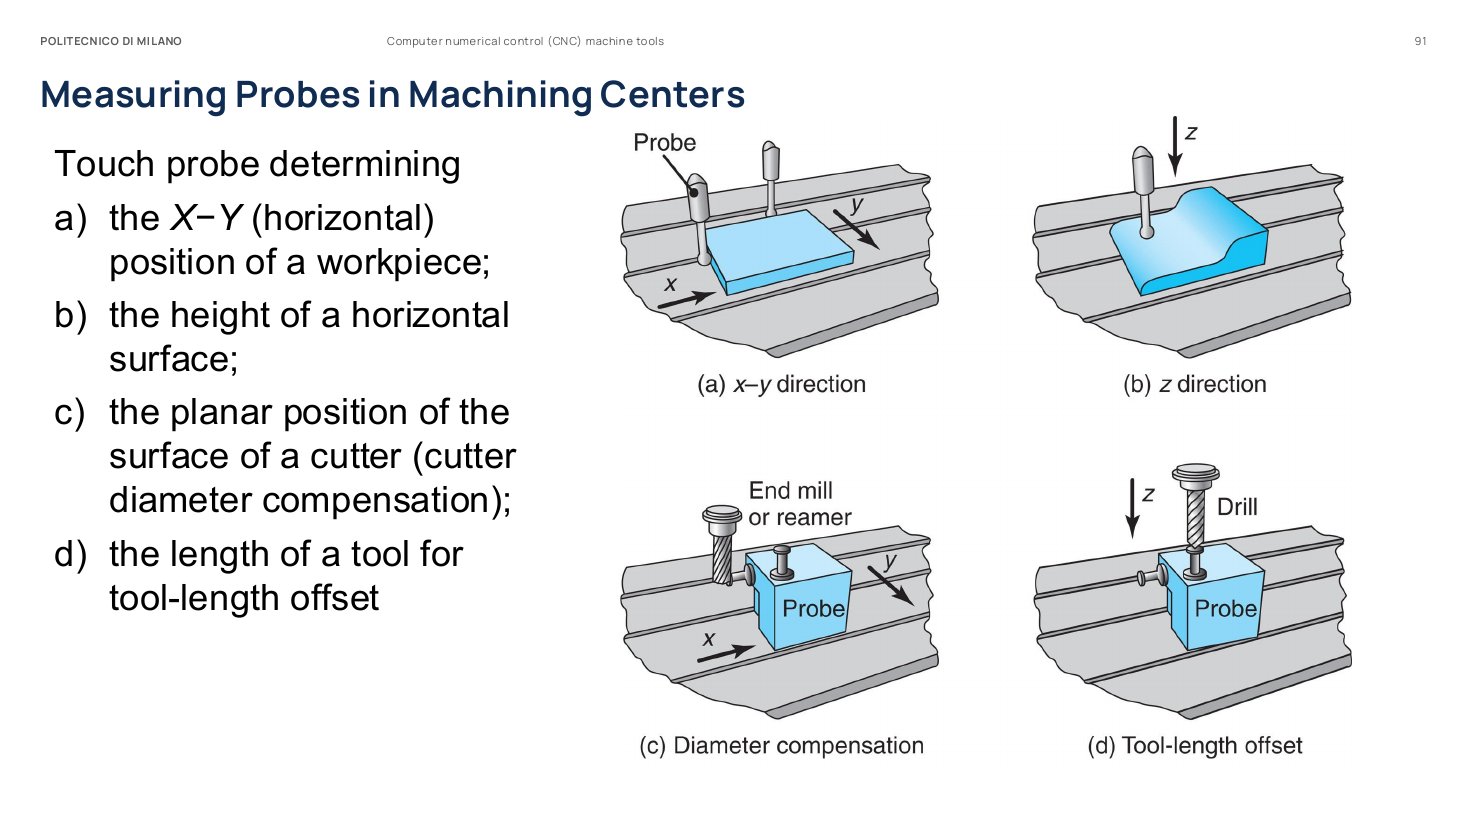 POLITECNICO DI MILANO
Computer numerical control (CNC) machine tools
91
Measuring Probes in Machining Centers
Touch probe determining
a) the X–Y (horizontal)
position of a workpiece;
b) the height of a horizontal
surface;
c) the planar position of the
surface of a cutter (cutter
diameter compensation);
d) the length of a tool for
tool-length offset
Probe
y
x
(a) x–y direction
z
(b) z direction
End mill
or reamer
y
Probe
x
(c) Diameter compensation
z
Drill
Probe
(d) Tool-length offset